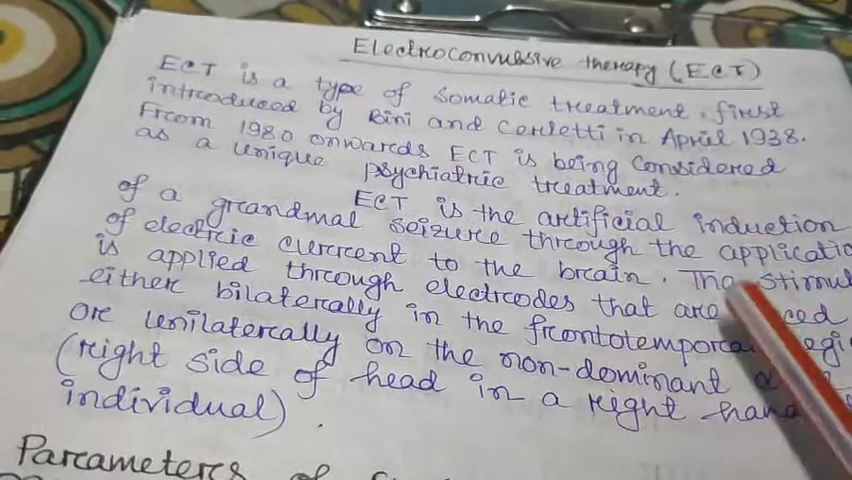 Electroconvulsive therapy (ECT)
ECT is a type of Somatic treatment first
introduced by Bini and Cerletti in April 1938.
From 1980 onwards ECT is being considered
as a unique psychiatric treatment.
ECT is the artificial induction
of a grandmal seizure through the applicatio
of electric current to the brain. The stimul
is applied through electrodes that are
either bilaterally in the frontotemporal
or unilaterally on the non-dominant
(right side of head in a right hand
individual).
Parameters of